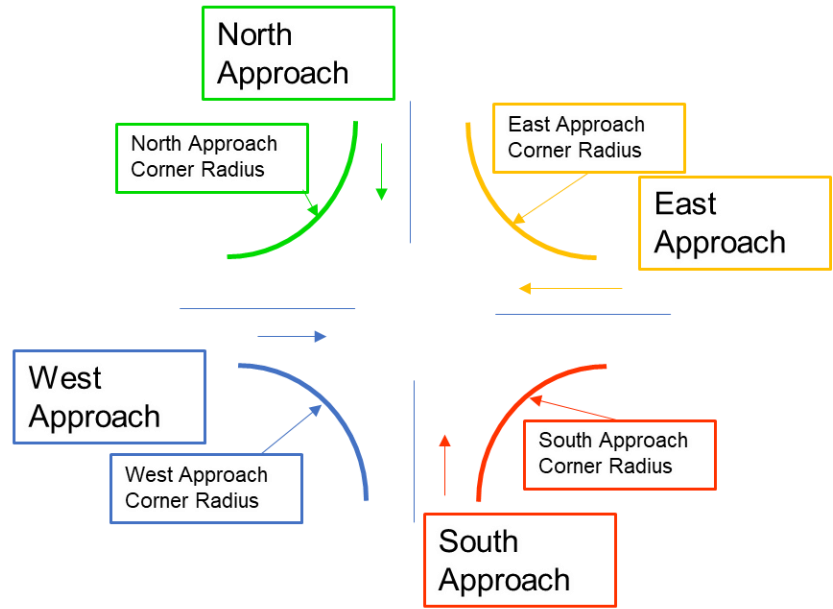 North
Approach
North Approach
Corner Radius
East Approach
Corner Radius
East
Approach
West
Approach
West Approach
Corner Radius
South Approach
Corner Radius
South
Approach